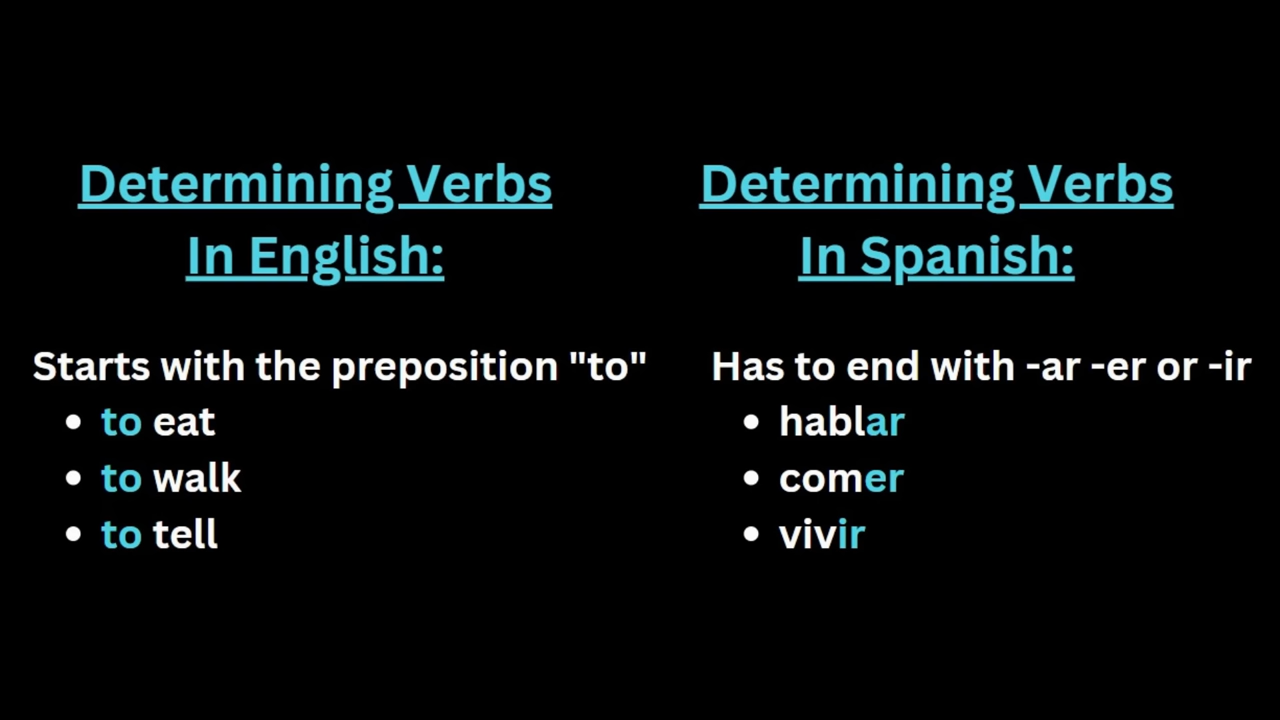 Determining Verbs
In English:
Starts with the preposition "to"
• to eat
• to walk
• to tell
Determining Verbs
In Spanish:
Has to end with -ar -er or -ir
• hablar
• comer
• vivir